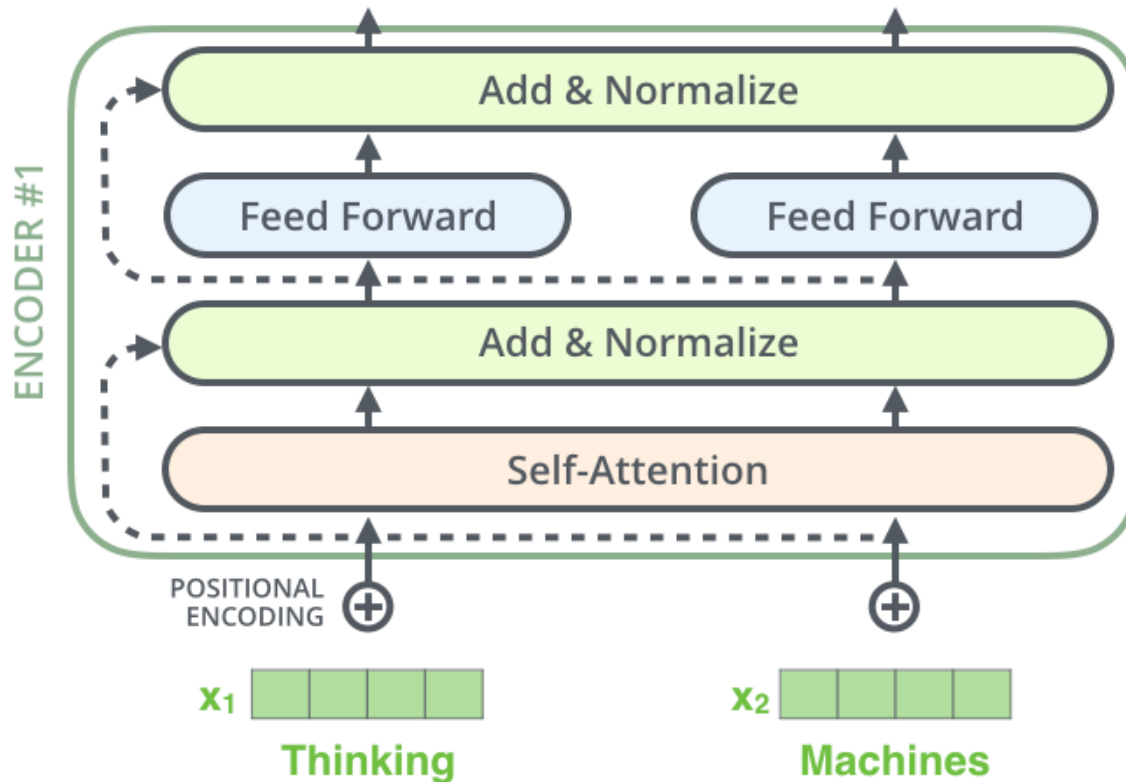 ENCODER #1
Add & Normalize
Feed Forward
Feed Forward
Add & Normalize
Self-Attention
POSITIONAL
ENCODING
x₁
x₂
Thinking
Machines